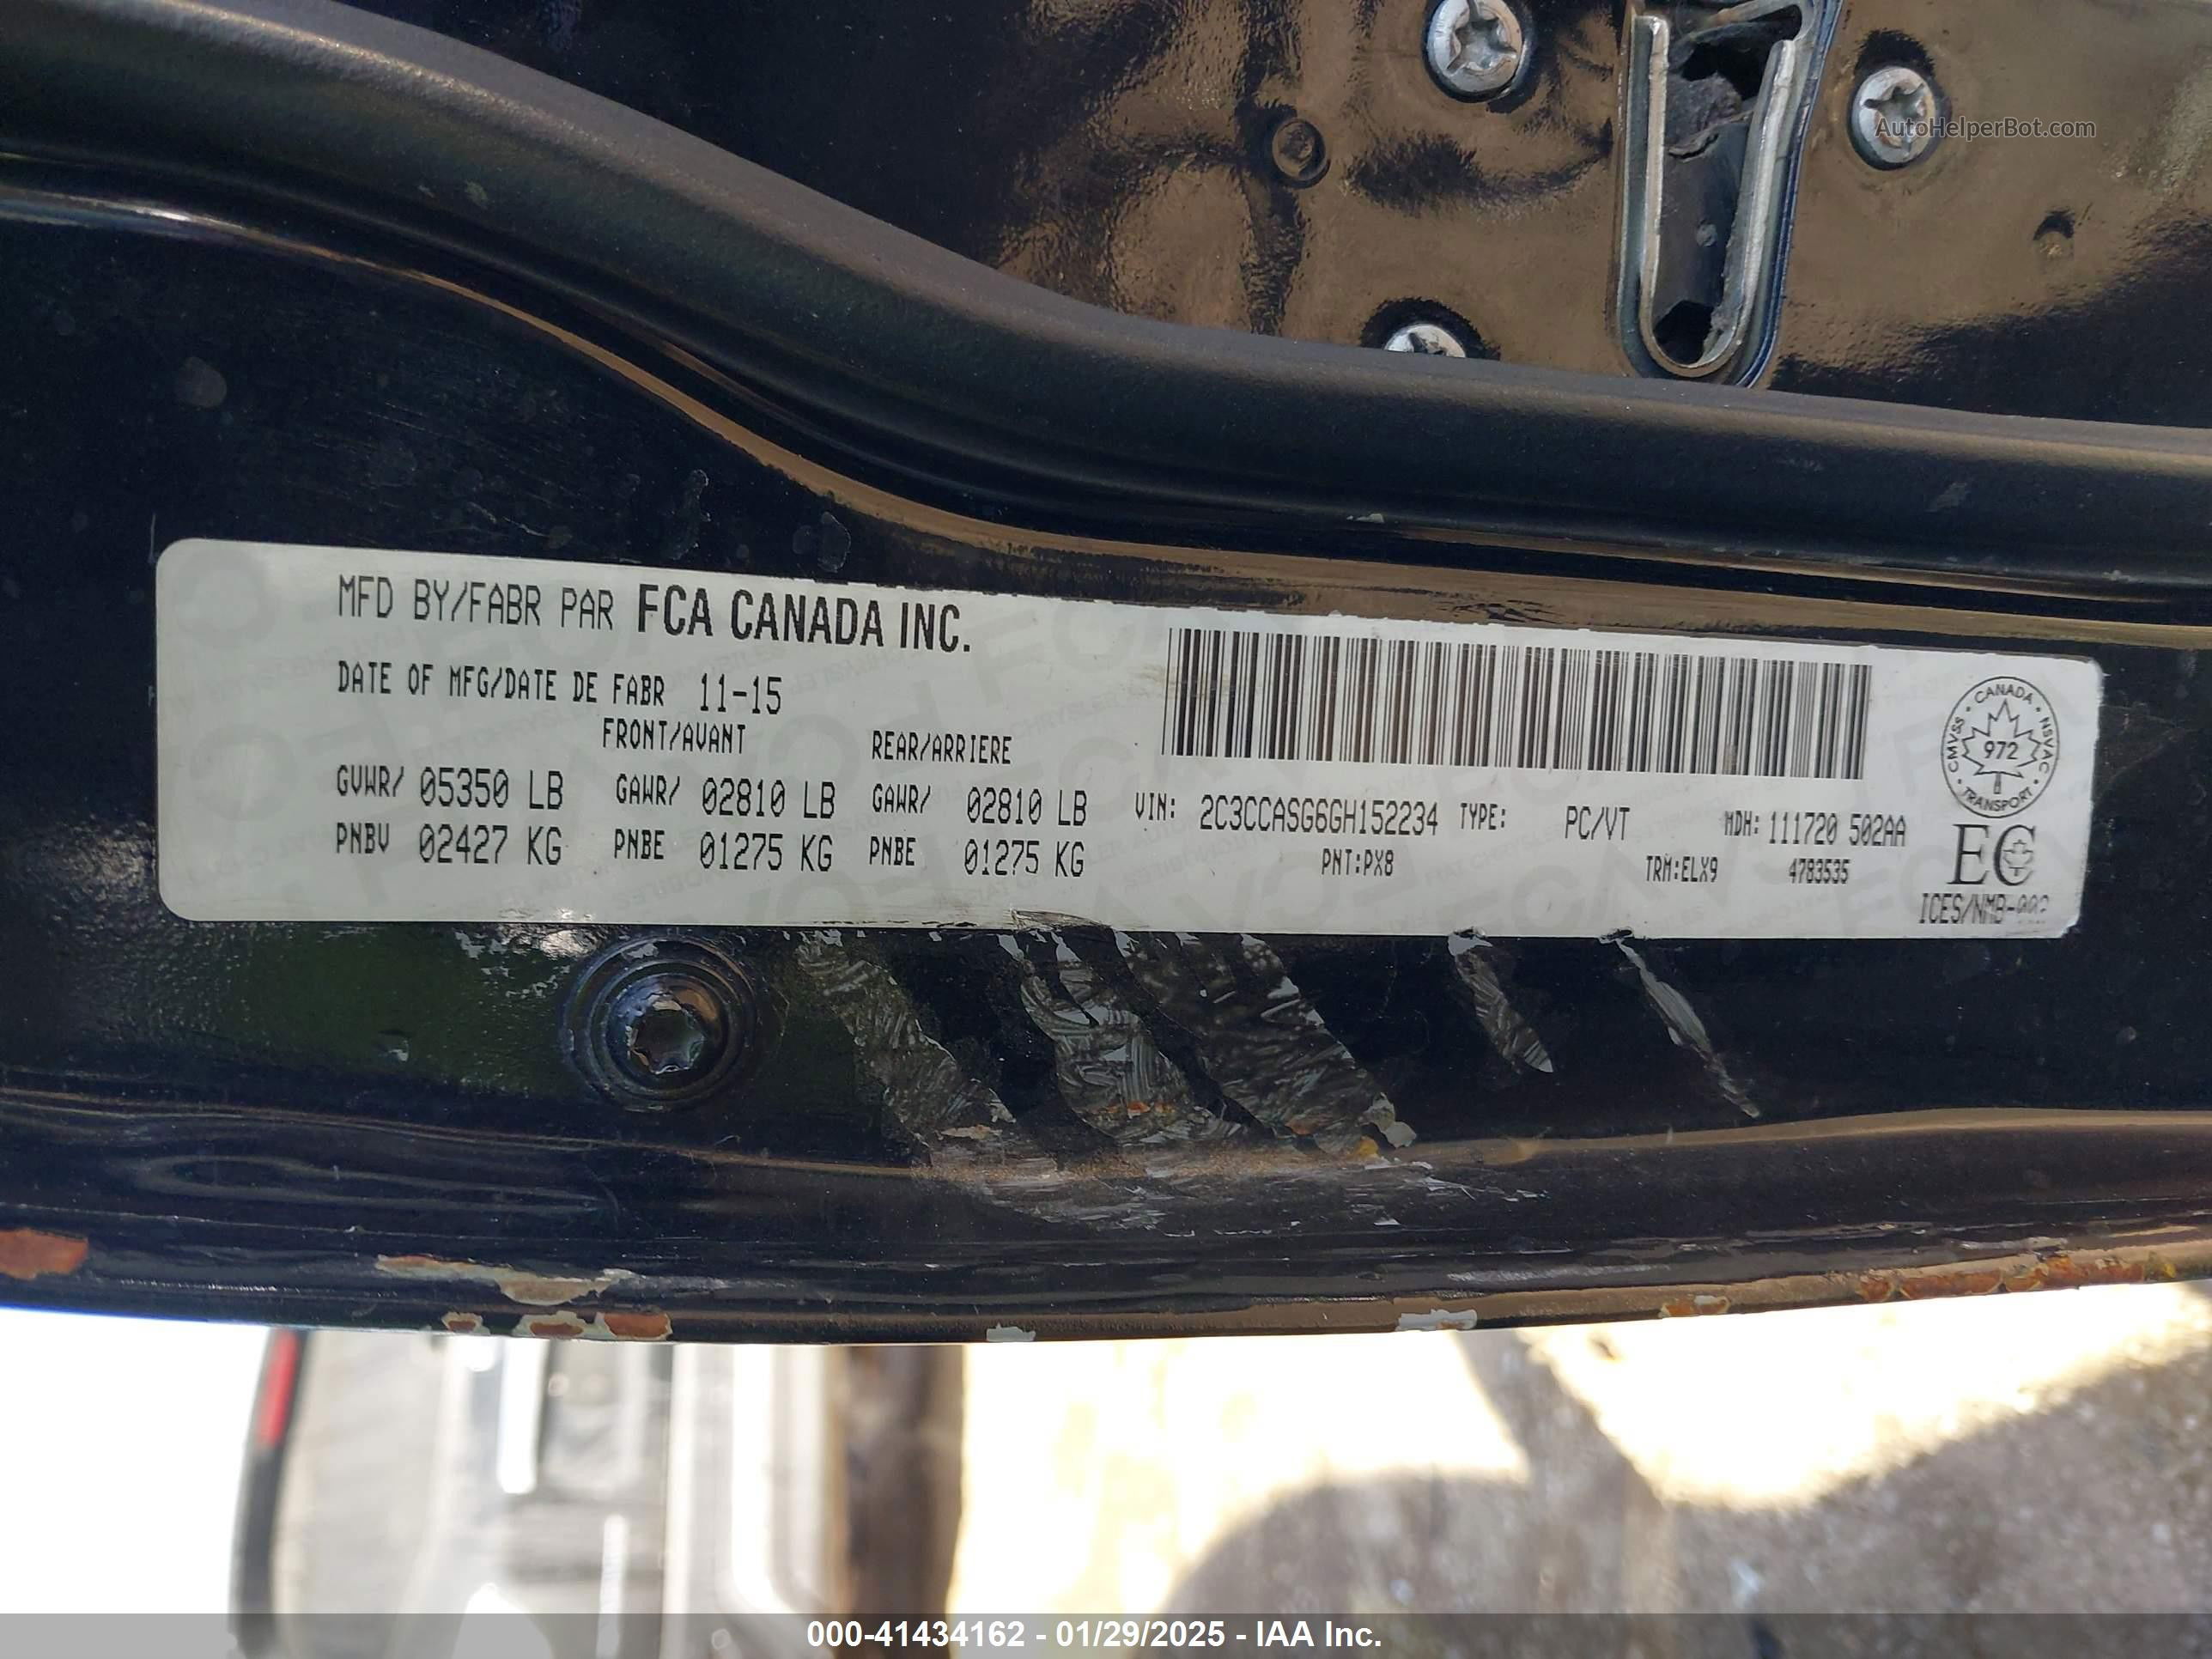 AutoHelperBot.com
MFD BY/FABR PAR FCA CANADA INC.
DATE OF MFG/DATE DE FABR 11-15
FRONT/AVANT REAR/ARRIERE
GVWR/ 05350 LB GAWR/ 02810 LB GAWR/ 02810 LB
PNBV 02427 KG PNBE 01275 KG PNBE 01275 KG
VIN: 2C3CCASG6GH152234 TYPE: PC/VT MDH: 111720 502AA
PNT:PX8 TRM:ELX9 4783535
CANADA · NSVAC · TRANSPORT · CMVSS
972
EC
ICES/NMB-002
000-41434162 - 01/29/2025 - IAA Inc.